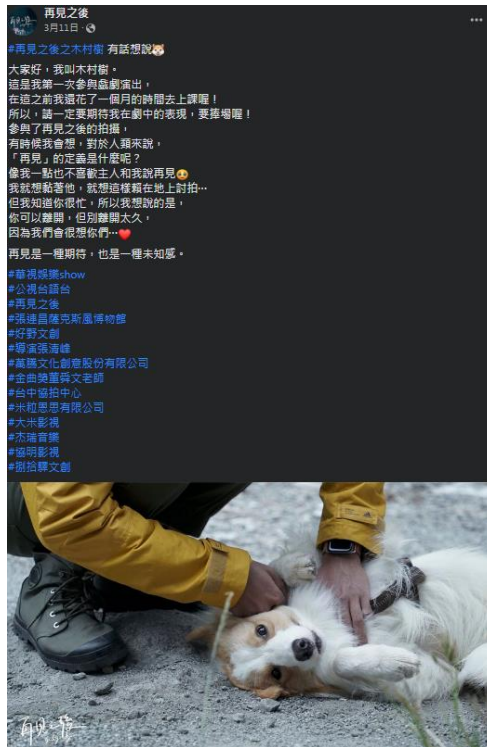 再見之後
3月11日 ·
#再見之後之木村樹 有話想說🐹
大家好，我叫木村樹。
這是我第一次參與戲劇演出，
在這之前我還花了一個月的時間去上課喔！
所以，請一定要期待我在劇中的表現，要捧場喔！
參與了再見之後的拍攝，
有時候我會想，對於人類來說，
「再見」的定義是什麼呢？
像我一點也不喜歡主人和我說再見🥹
我就想黏著他，就想這樣賴在地上討拍…
但我知道你很忙，所以我想說的是，
你可以離開，但別離開太久，
因為我們會很想你們…❤️
再見是一種期待，也是一種未知感。
#華視娛樂show
#公視台語台
#再見之後
#張連昌薩克斯風博物館
#好野文創
#導演張清峰
#萬騰文化創意股份有限公司
#金曲獎董舜文老師
#台中協拍中心
#米粒恩思有限公司
#大米影視
#杰瑞音樂
#協明影視
#捌拾驛文創
再見之後